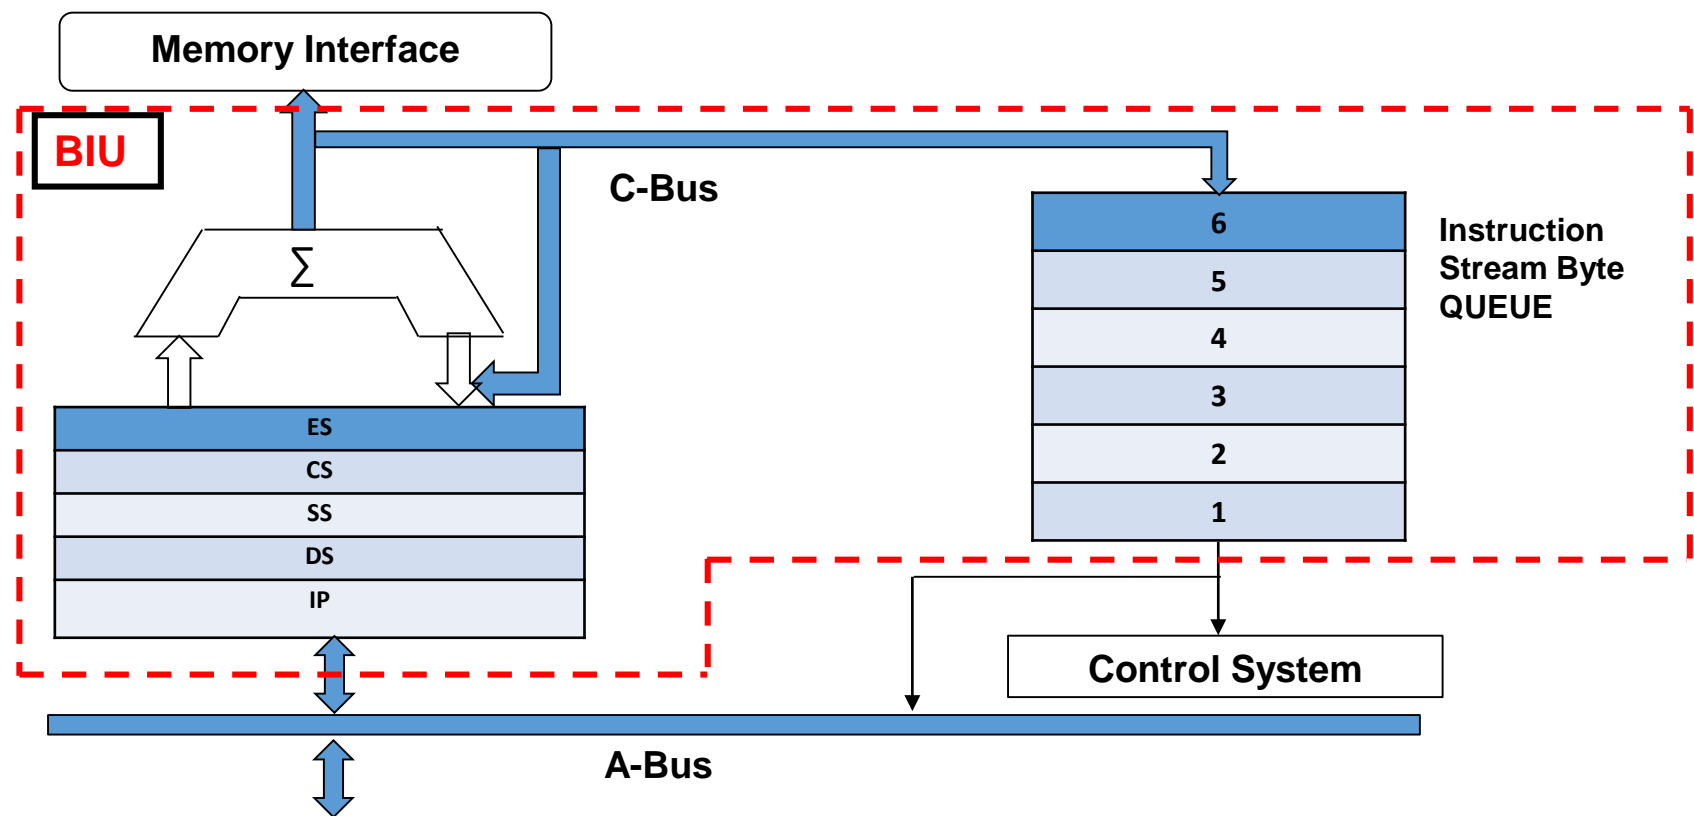 Memory Interface
BIU
C-Bus
∑
6
5
4
3
2
1
Instruction
Stream Byte
QUEUE
ES
CS
SS
DS
IP
Control System
A-Bus